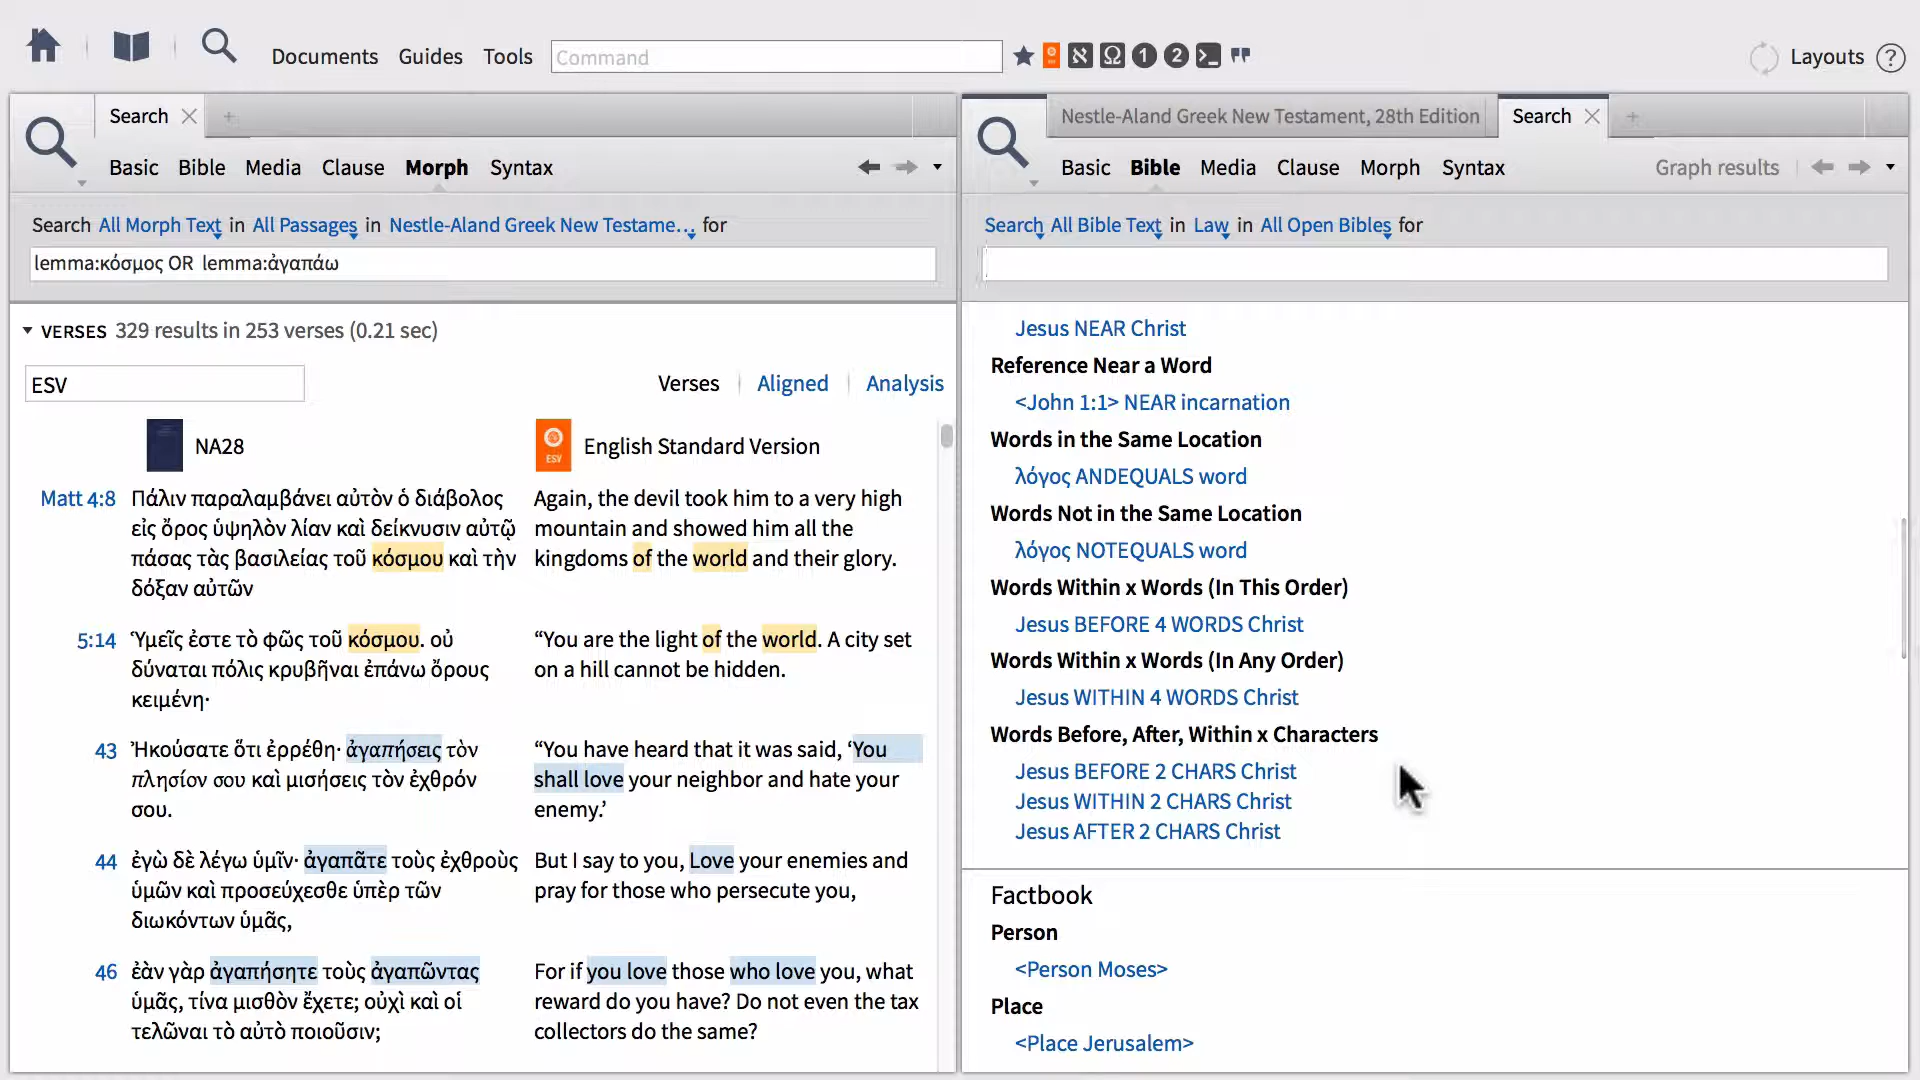 Documents Guides Tools Command Layouts
Search
Basic Bible Media Clause Morph Syntax
Search All Morph Text in All Passages in Nestle-Aland Greek New Testame... for
lemma:κόσμος OR lemma:ἀγαπάω
VERSES 329 results in 253 verses (0.21 sec)
ESV
Verses Aligned Analysis
NA28
ESV
English Standard Version
Matt 4:8 Πάλιν παραλαμβάνει αὐτὸν ὁ διάβολος
εἰς ὄρος ὑψηλὸν λίαν καὶ δείκνυσιν αὐτῷ
πάσας τὰς βασιλείας τοῦ κόσμου καὶ τὴν
δόξαν αὐτῶν
Again, the devil took him to a very high
mountain and showed him all the
kingdoms of the world and their glory.
5:14 Ὑμεῖς ἐστε τὸ φῶς τοῦ κόσμου. οὐ
δύναται πόλις κρυβῆναι ἐπάνω ὄρους
κειμένη·
“You are the light of the world. A city set
on a hill cannot be hidden.
43 Ἠκούσατε ὅτι ἐρρέθη· ἀγαπήσεις τὸν
πλησίον σου καὶ μισήσεις τὸν ἐχθρόν
σου.
“You have heard that it was said, ‘You
shall love your neighbor and hate your
enemy.’
44 ἐγὼ δὲ λέγω ὑμῖν· ἀγαπᾶτε τοὺς ἐχθροὺς
ὑμῶν καὶ προσεύχεσθε ὑπὲρ τῶν
διωκόντων ὑμᾶς,
But I say to you, Love your enemies and
pray for those who persecute you,
46 ἐὰν γὰρ ἀγαπήσητε τοὺς ἀγαπῶντας
ὑμᾶς, τίνα μισθὸν ἔχετε; οὐχὶ καὶ οἱ
τελῶναι τὸ αὐτὸ ποιοῦσιν;
For if you love those who love you, what
reward do you have? Do not even the tax
collectors do the same?
Nestle-Aland Greek New Testament, 28th Edition Search
Basic Bible Media Clause Morph Syntax Graph results
Search All Bible Text in Law in All Open Bibles for
Jesus NEAR Christ
Reference Near a Word
<John 1:1> NEAR incarnation
Words in the Same Location
λόγος ANDEQUALS word
Words Not in the Same Location
λόγος NOTEQUALS word
Words Within x Words (In This Order)
Jesus BEFORE 4 WORDS Christ
Words Within x Words (In Any Order)
Jesus WITHIN 4 WORDS Christ
Words Before, After, Within x Characters
Jesus BEFORE 2 CHARS Christ
Jesus WITHIN 2 CHARS Christ
Jesus AFTER 2 CHARS Christ
Factbook
Person
<Person Moses>
Place
<Place Jerusalem>